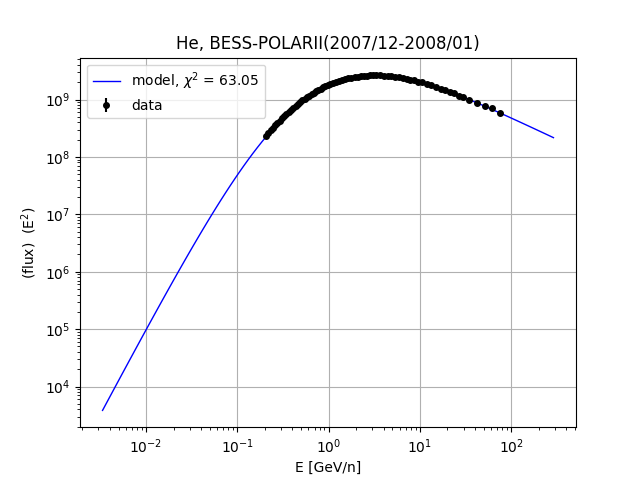 He, BESS-POLARII(2007/12-2008/01)
model, χ² = 63.05
data
(flux) (E²)
10⁹
10⁸
10⁷
10⁶
10⁵
10⁴
10⁻² 10⁻¹ 10⁰ 10¹ 10²
E [GeV/n]